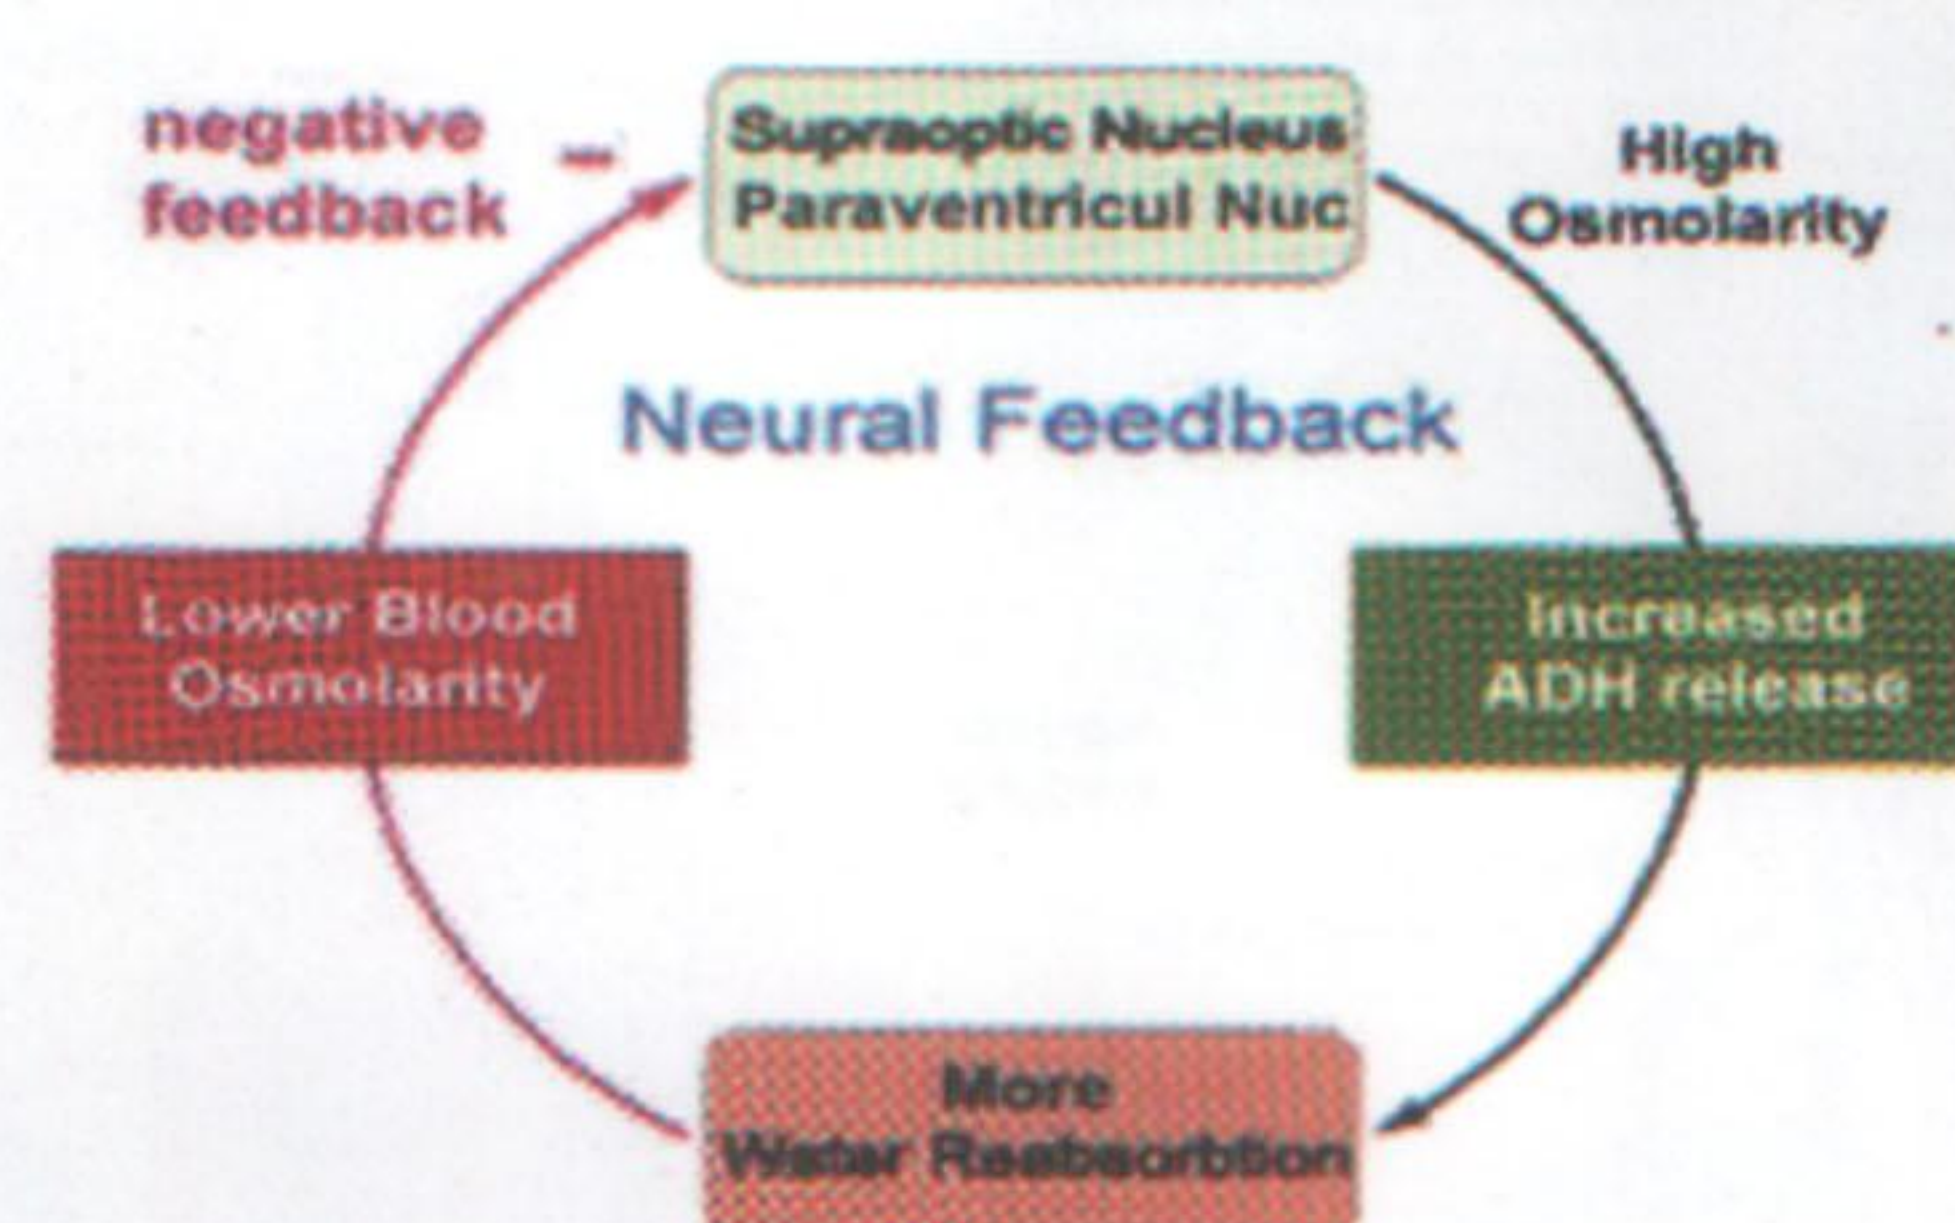 negative
feedback
–
Supraoptic Nucleus
Paraventricul Nuc
High
Osmolarity
Neural Feedback
Lower Blood
Osmolarity
Increased
ADH release
More
Water Reabsorbtion